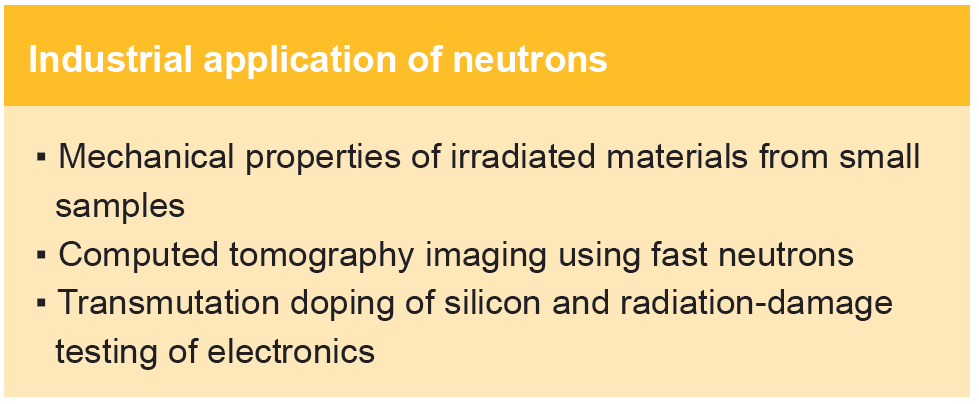 Industrial application of neutrons
▪ Mechanical properties of irradiated materials from small
samples
▪ Computed tomography imaging using fast neutrons
▪ Transmutation doping of silicon and radiation-damage
testing of electronics